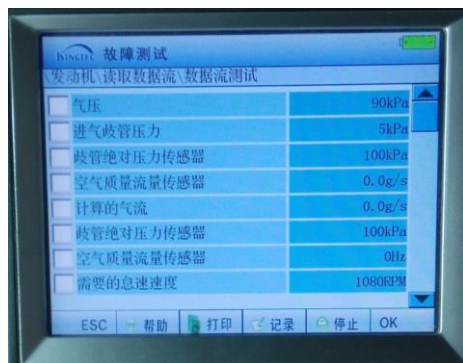 故障测试
\发动机\读取数据流\数据流测试
气压 90kPa
进气歧管压力 5kPa
歧管绝对压力传感器 100kPa
空气质量流量传感器 0.0g/s
计算的气流 0.0g/s
歧管绝对压力传感器 100kPa
空气质量流量传感器 0Hz
需要的怠速速度 1080RPM
ESC 帮助 打印 记录 停止 OK